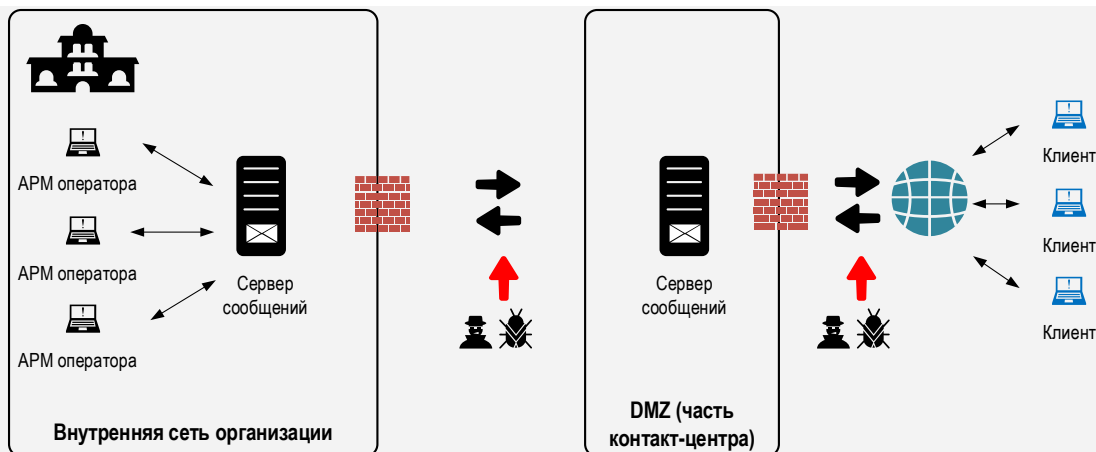 АРМ оператора
АРМ оператора
АРМ оператора
Сервер
сообщений
Внутренняя сеть организации
Сервер
сообщений
DMZ (часть
контакт-центра)
Клиент
Клиент
Клиент